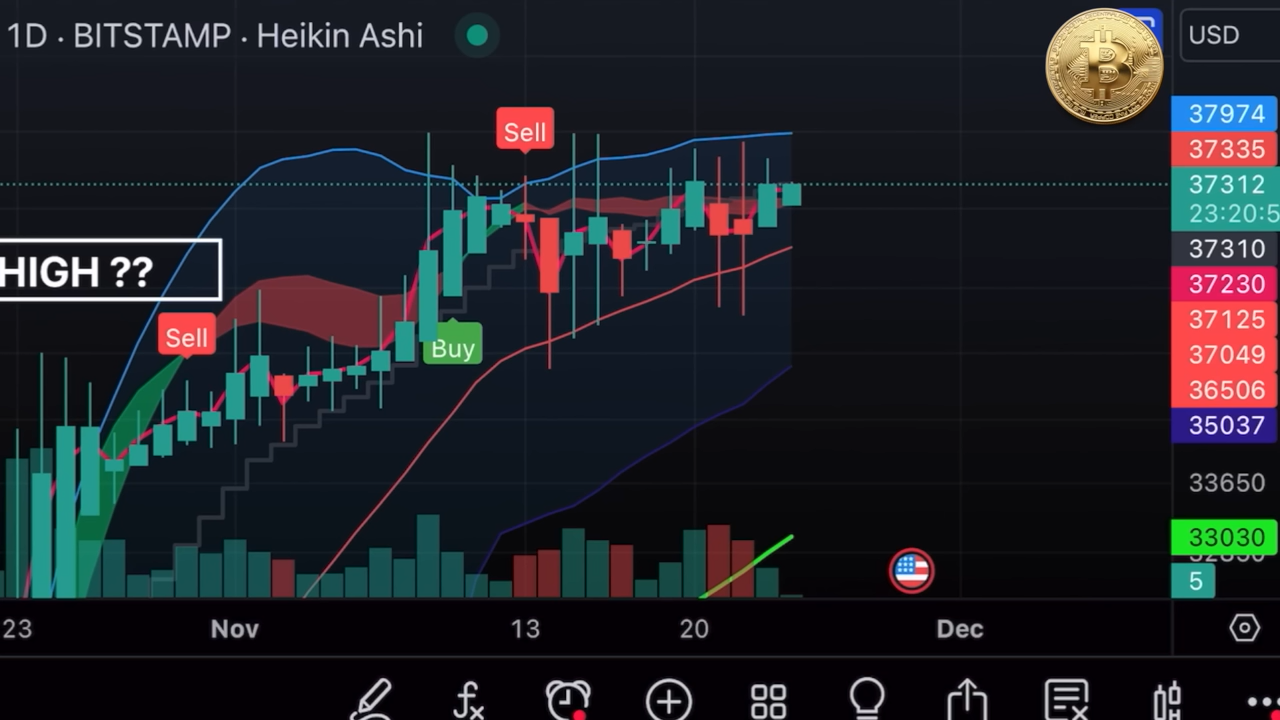 1D · BITSTAMP · Heikin Ashi
USD
37974
Sell
37335
37312
23:20:5
37310
HIGH ??
37230
Sell
37125
Buy
37049
36506
35037
33650
33030
5
23
Nov
13
20
Dec